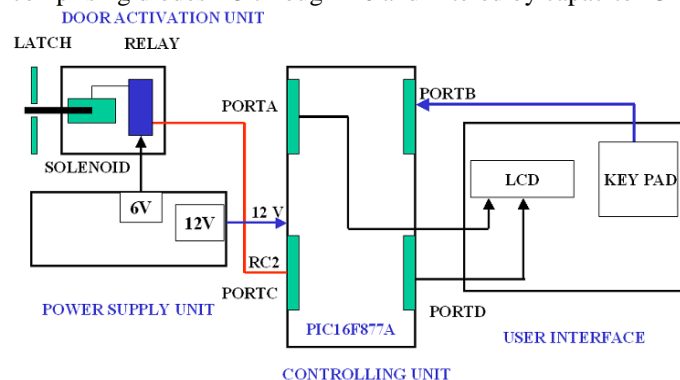 DOOR ACTIVATION UNIT
LATCH
RELAY
PORTA
PORTB
SOLENOID
LCD
KEY PAD
6V
12V
12 V
RC2
PORTC
PORTD
POWER SUPPLY UNIT
PIC16F877A
USER INTERFACE
CONTROLLING UNIT